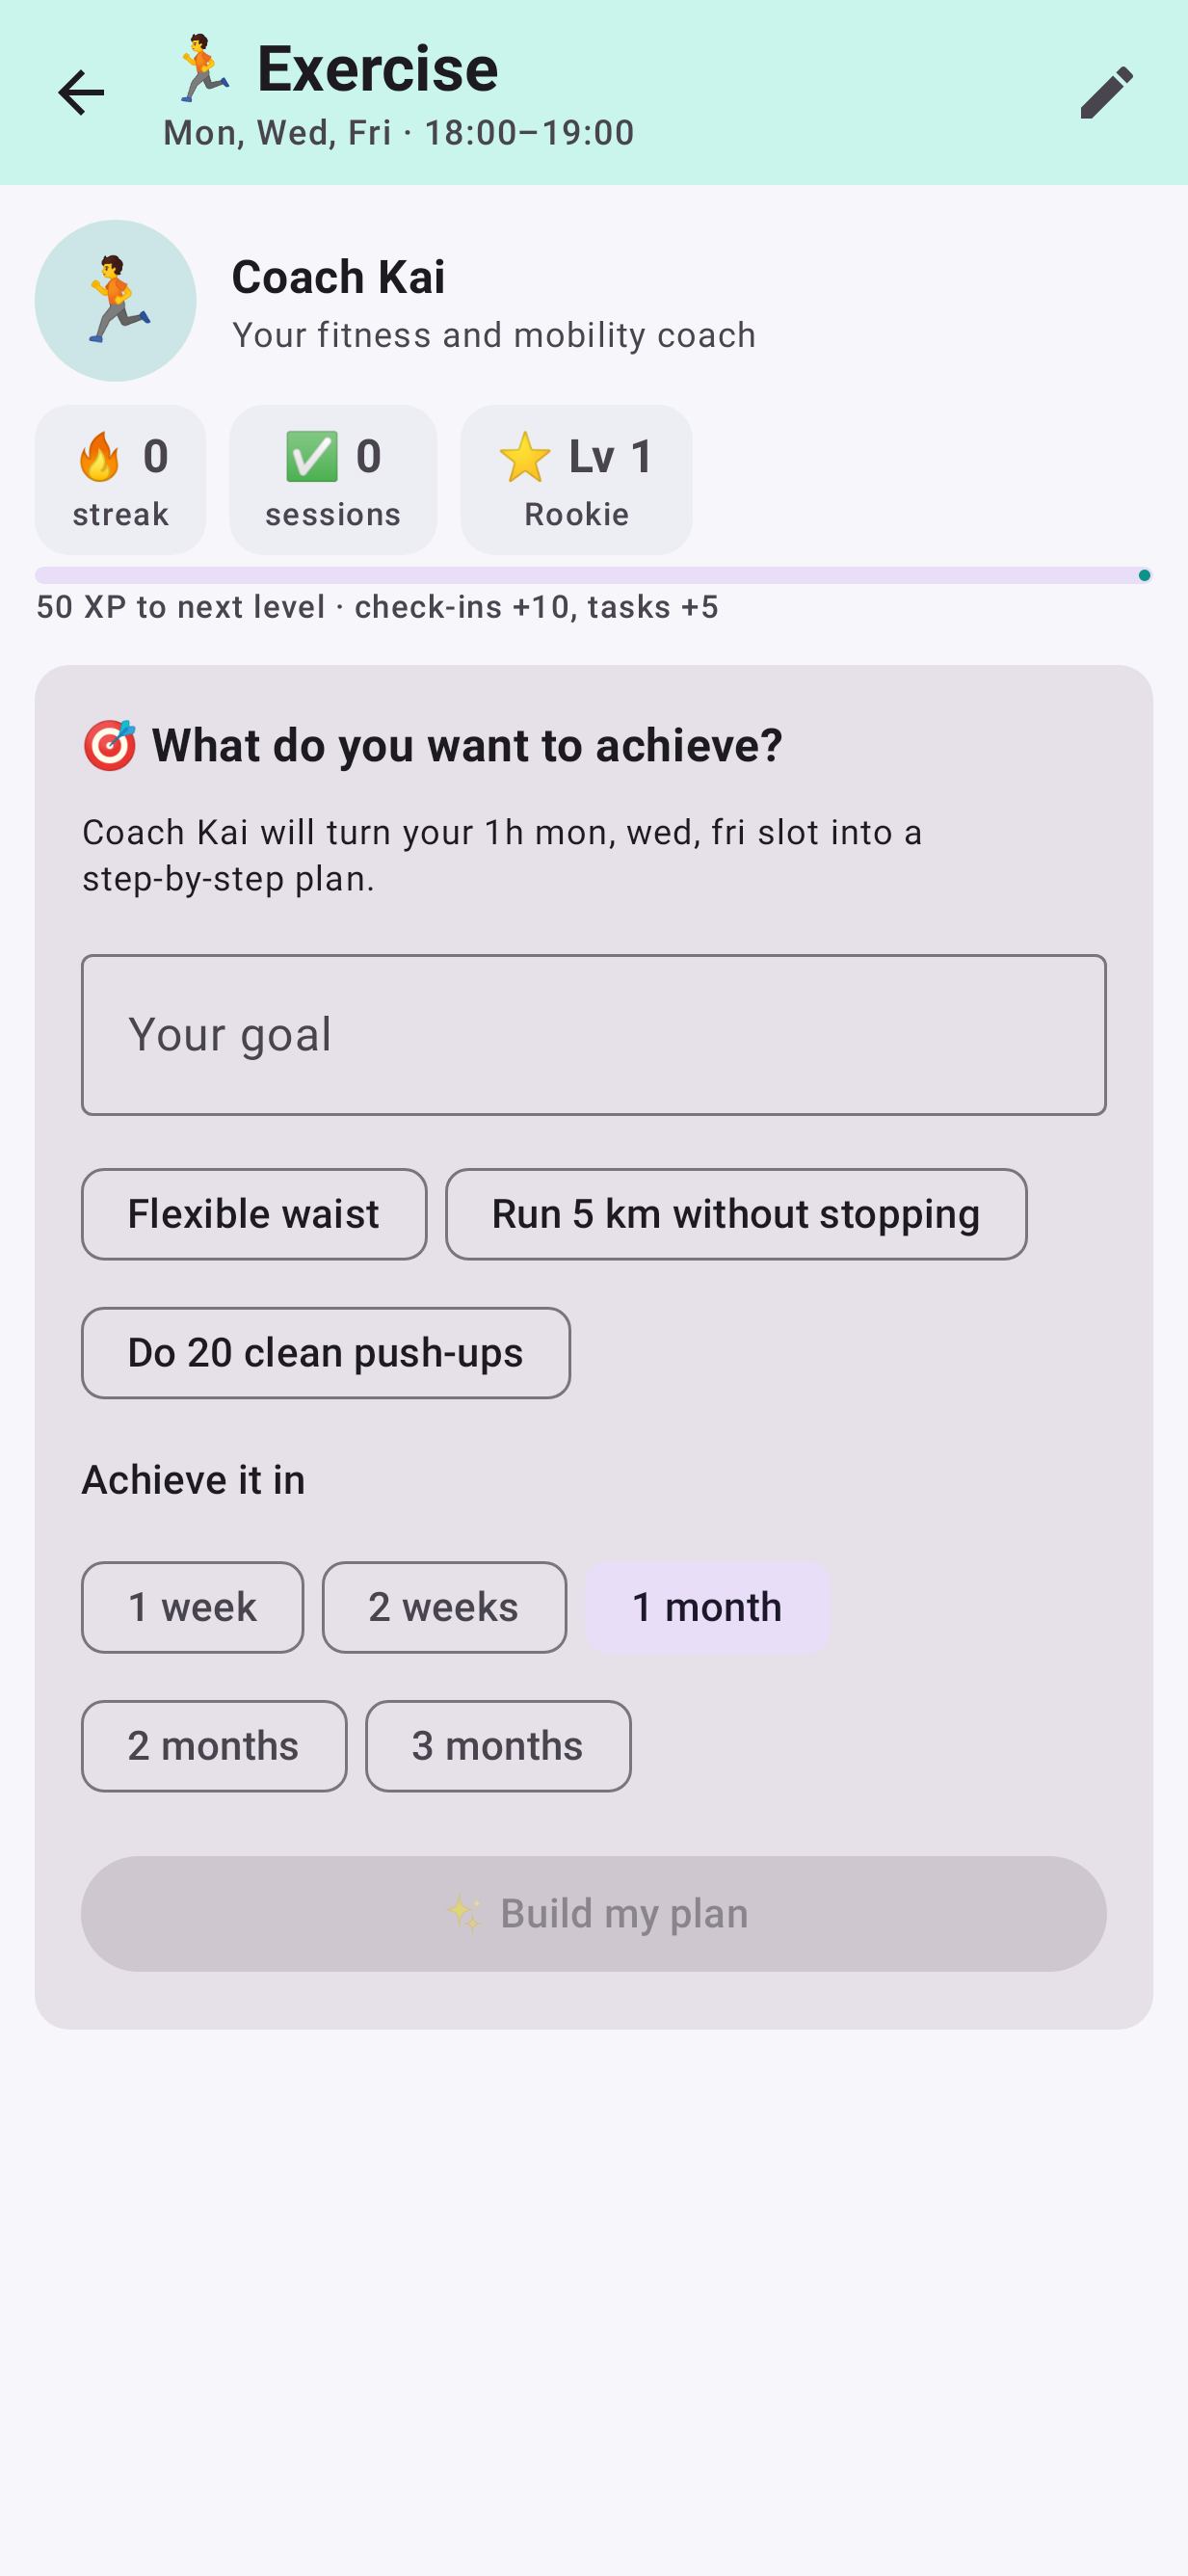 Exercise
Mon, Wed, Fri · 18:00–19:00
Coach Kai
Your fitness and mobility coach
0
streak
0
sessions
Lv 1
Rookie
50 XP to next level · check-ins +10, tasks +5
What do you want to achieve?
Coach Kai will turn your 1h mon, wed, fri slot into a
step-by-step plan.
Your goal
Flexible waist
Run 5 km without stopping
Do 20 clean push-ups
Achieve it in
1 week
2 weeks
1 month
2 months
3 months
Build my plan